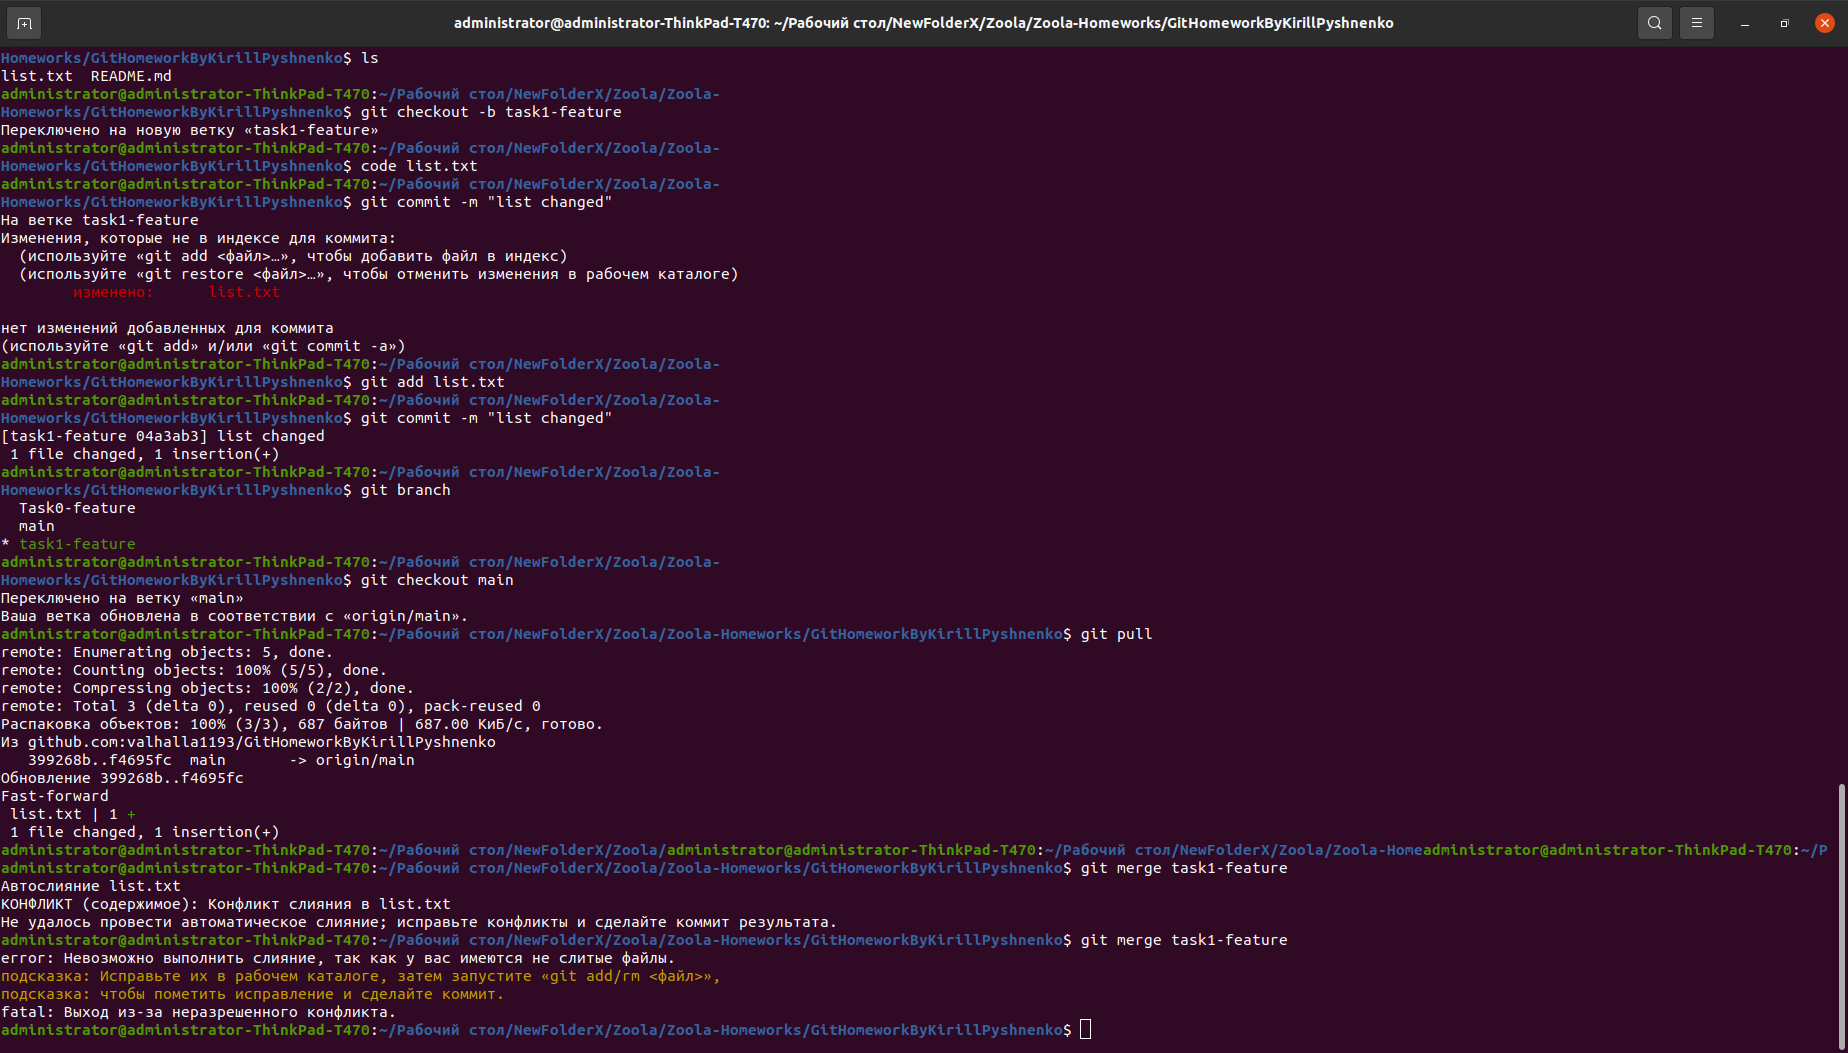 administrator@administrator-ThinkPad-T470: ~/Рабочий стол/NewFolderX/Zoola/Zoola-Homeworks/GitHomeworkByKirillPyshnenko
Homeworks/GitHomeworkByKirillPyshnenko$ ls
list.txt  README.md
administrator@administrator-ThinkPad-T470:~/Рабочий стол/NewFolderX/Zoola/Zoola-
Homeworks/GitHomeworkByKirillPyshnenko$ git checkout -b task1-feature
Переключено на новую ветку «task1-feature»
administrator@administrator-ThinkPad-T470:~/Рабочий стол/NewFolderX/Zoola/Zoola-
Homeworks/GitHomeworkByKirillPyshnenko$ code list.txt
administrator@administrator-ThinkPad-T470:~/Рабочий стол/NewFolderX/Zoola/Zoola-
Homeworks/GitHomeworkByKirillPyshnenko$ git commit -m "list changed"
На ветке task1-feature
Изменения, которые не в индексе для коммита:
  (используйте «git add <файл>…», чтобы добавить файл в индекс)
  (используйте «git restore <файл>…», чтобы отменить изменения в рабочем каталоге)
        изменено:      list.txt
нет изменений добавленных для коммита
(используйте «git add» и/или «git commit -a»)
administrator@administrator-ThinkPad-T470:~/Рабочий стол/NewFolderX/Zoola/Zoola-
Homeworks/GitHomeworkByKirillPyshnenko$ git add list.txt
administrator@administrator-ThinkPad-T470:~/Рабочий стол/NewFolderX/Zoola/Zoola-
Homeworks/GitHomeworkByKirillPyshnenko$ git commit -m "list changed"
[task1-feature 04a3ab3] list changed
 1 file changed, 1 insertion(+)
administrator@administrator-ThinkPad-T470:~/Рабочий стол/NewFolderX/Zoola/Zoola-
Homeworks/GitHomeworkByKirillPyshnenko$ git branch
  Task0-feature
  main
* task1-feature
administrator@administrator-ThinkPad-T470:~/Рабочий стол/NewFolderX/Zoola/Zoola-
Homeworks/GitHomeworkByKirillPyshnenko$ git checkout main
Переключено на ветку «main»
Ваша ветка обновлена в соответствии с «origin/main».
administrator@administrator-ThinkPad-T470:~/Рабочий стол/NewFolderX/Zoola/Zoola-Homeworks/GitHomeworkByKirillPyshnenko$ git pull
remote: Enumerating objects: 5, done.
remote: Counting objects: 100% (5/5), done.
remote: Compressing objects: 100% (2/2), done.
remote: Total 3 (delta 0), reused 0 (delta 0), pack-reused 0
Распаковка объектов: 100% (3/3), 687 байтов | 687.00 КиБ/с, готово.
Из github.com:valhalla1193/GitHomeworkByKirillPyshnenko
   399268b..f4695fc  main       -> origin/main
Обновление 399268b..f4695fc
Fast-forward
 list.txt | 1 +
 1 file changed, 1 insertion(+)
administrator@administrator-ThinkPad-T470:~/Рабочий стол/NewFolderX/Zoola/administrator@administrator-ThinkPad-T470:~/Рабочий стол/NewFolderX/Zoola/Zoola-Homeadministrator@administrator-ThinkPad-T470:~/Р
administrator@administrator-ThinkPad-T470:~/Рабочий стол/NewFolderX/Zoola/Zoola-Homeworks/GitHomeworkByKirillPyshnenko$ git merge task1-feature
Автослияние list.txt
КОНФЛИКТ (содержимое): Конфликт слияния в list.txt
Не удалось провести автоматическое слияние; исправьте конфликты и сделайте коммит результата.
administrator@administrator-ThinkPad-T470:~/Рабочий стол/NewFolderX/Zoola/Zoola-Homeworks/GitHomeworkByKirillPyshnenko$ git merge task1-feature
error: Невозможно выполнить слияние, так как у вас имеются не слитые файлы.
подсказка: Исправьте их в рабочем каталоге, затем запустите «git add/rm <файл>»,
подсказка: чтобы пометить исправление и сделайте коммит.
fatal: Выход из-за неразрешенного конфликта.
administrator@administrator-ThinkPad-T470:~/Рабочий стол/NewFolderX/Zoola/Zoola-Homeworks/GitHomeworkByKirillPyshnenko$